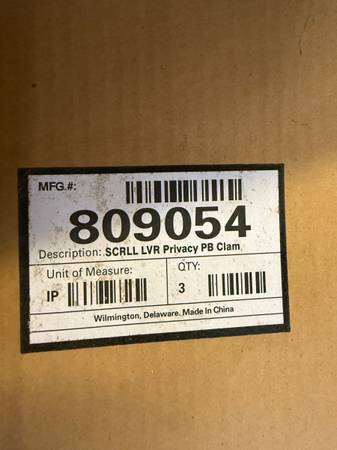 MFG.#:
809054
Description: SCRLL LVR Privacy PB Clam
Unit of Measure:
IP
QTY:
3
Wilmington, Delaware. Made In China